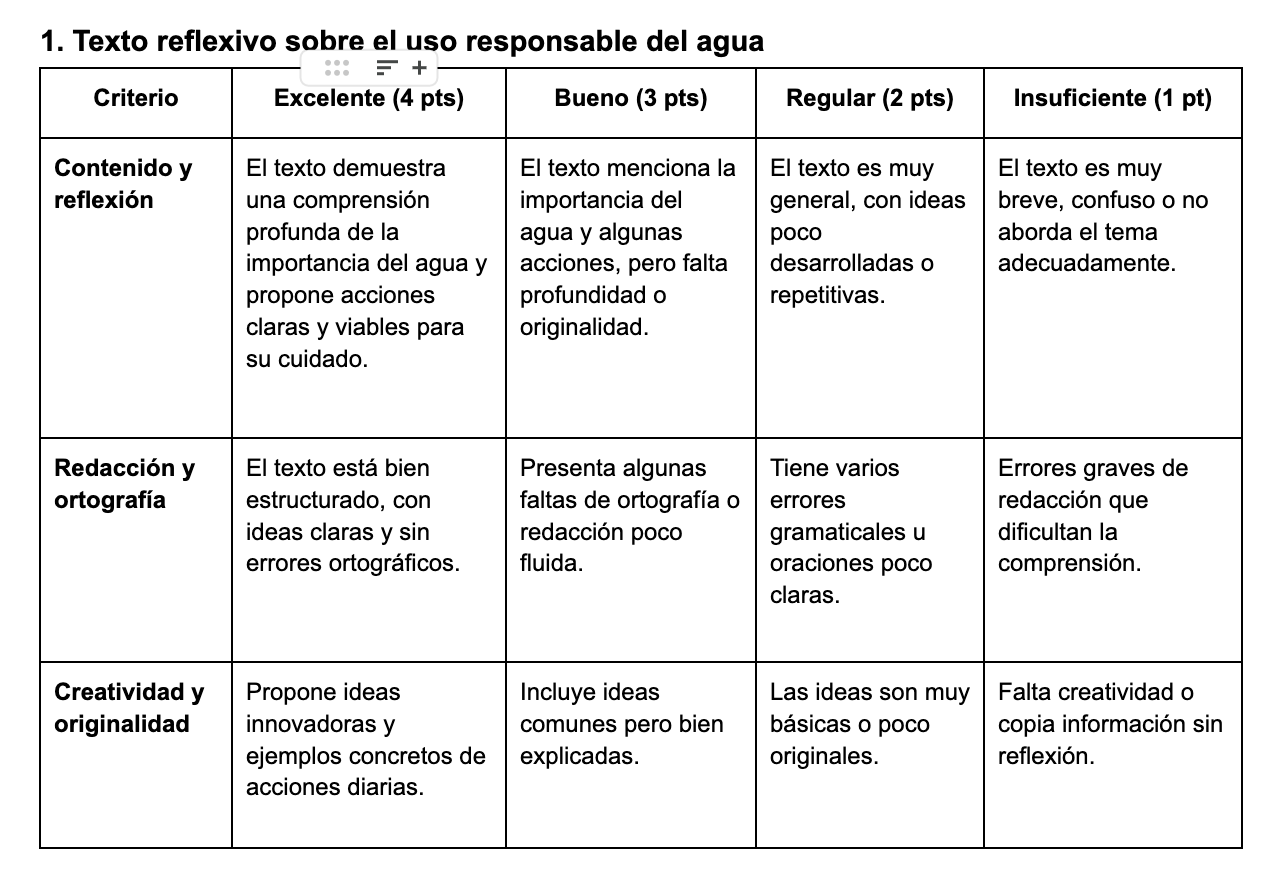 1. Texto reflexivo sobre el uso responsable del agua
Criterio
Excelente (4 pts)
Bueno (3 pts)
Regular (2 pts)
Insuficiente (1 pt)
Contenido y
reflexión
El texto demuestra
una comprensión
profunda de la
importancia del agua y
propone acciones
claras y viables para
su cuidado.
El texto menciona la
importancia del
agua y algunas
acciones, pero falta
profundidad o
originalidad.
El texto es muy
general, con ideas
poco
desarrolladas o
repetitivas.
El texto es muy
breve, confuso o no
aborda el tema
adecuadamente.
Redacción y
ortografía
El texto está bien
estructurado, con
ideas claras y sin
errores ortográficos.
Presenta algunas
faltas de ortografía o
redacción poco
fluida.
Tiene varios
errores
gramaticales u
oraciones poco
claras.
Errores graves de
redacción que
dificultan la
comprensión.
Creatividad y
originalidad
Propone ideas
innovadoras y
ejemplos concretos de
acciones diarias.
Incluye ideas
comunes pero bien
explicadas.
Las ideas son muy
básicas o poco
originales.
Falta creatividad o
copia información sin
reflexión.